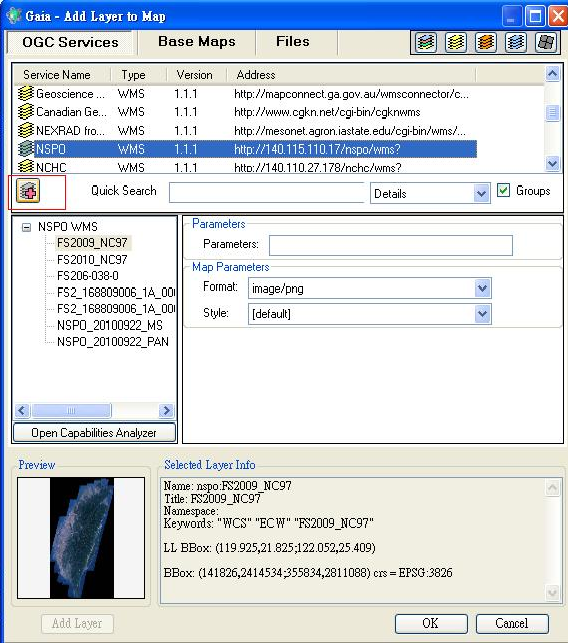 Gaia - Add Layer to Map
OGC Services Base Maps Files
Service Name Type Version Address
Geoscience ... WMS 1.1.1 http://mapconnect.ga.gov.au/wmsconnector/c...
Canadian Ge... WMS 1.1.1 http://www.cgkn.net/cgi-bin/cgknwms
NEXRAD fro... WMS 1.1.1 http://mesonet.agron.iastate.edu/cgi-bin/wms/...
NSPO WMS 1.1.1 http://140.115.110.17/nspo/wms?
NCHC WMS 1.1.1 http://140.110.27.178/nchc/wms?
Quick Search Details Groups
NSPO WMS
FS2009_NC97
FS2010_NC97
FS206-038-0
FS2_168809006_1A_000
FS2_168809006_1A_000
NSPO_20100922_MS
NSPO_20100922_PAN
Open Capabilities Analyzer
Parameters
Parameters:
Map Parameters
Format: image/png
Style: [default]
Preview
Selected Layer Info
Name: nspo:FS2009_NC97
Title: FS2009_NC97
Namespace:
Keywords: "WCS" "ECW" "FS2009_NC97"
LL BBox: (119.925,21.825;122.052,25.409)
BBox: (141826,2414534;355834,2811088) crs = EPSG:3826
Add Layer OK Cancel